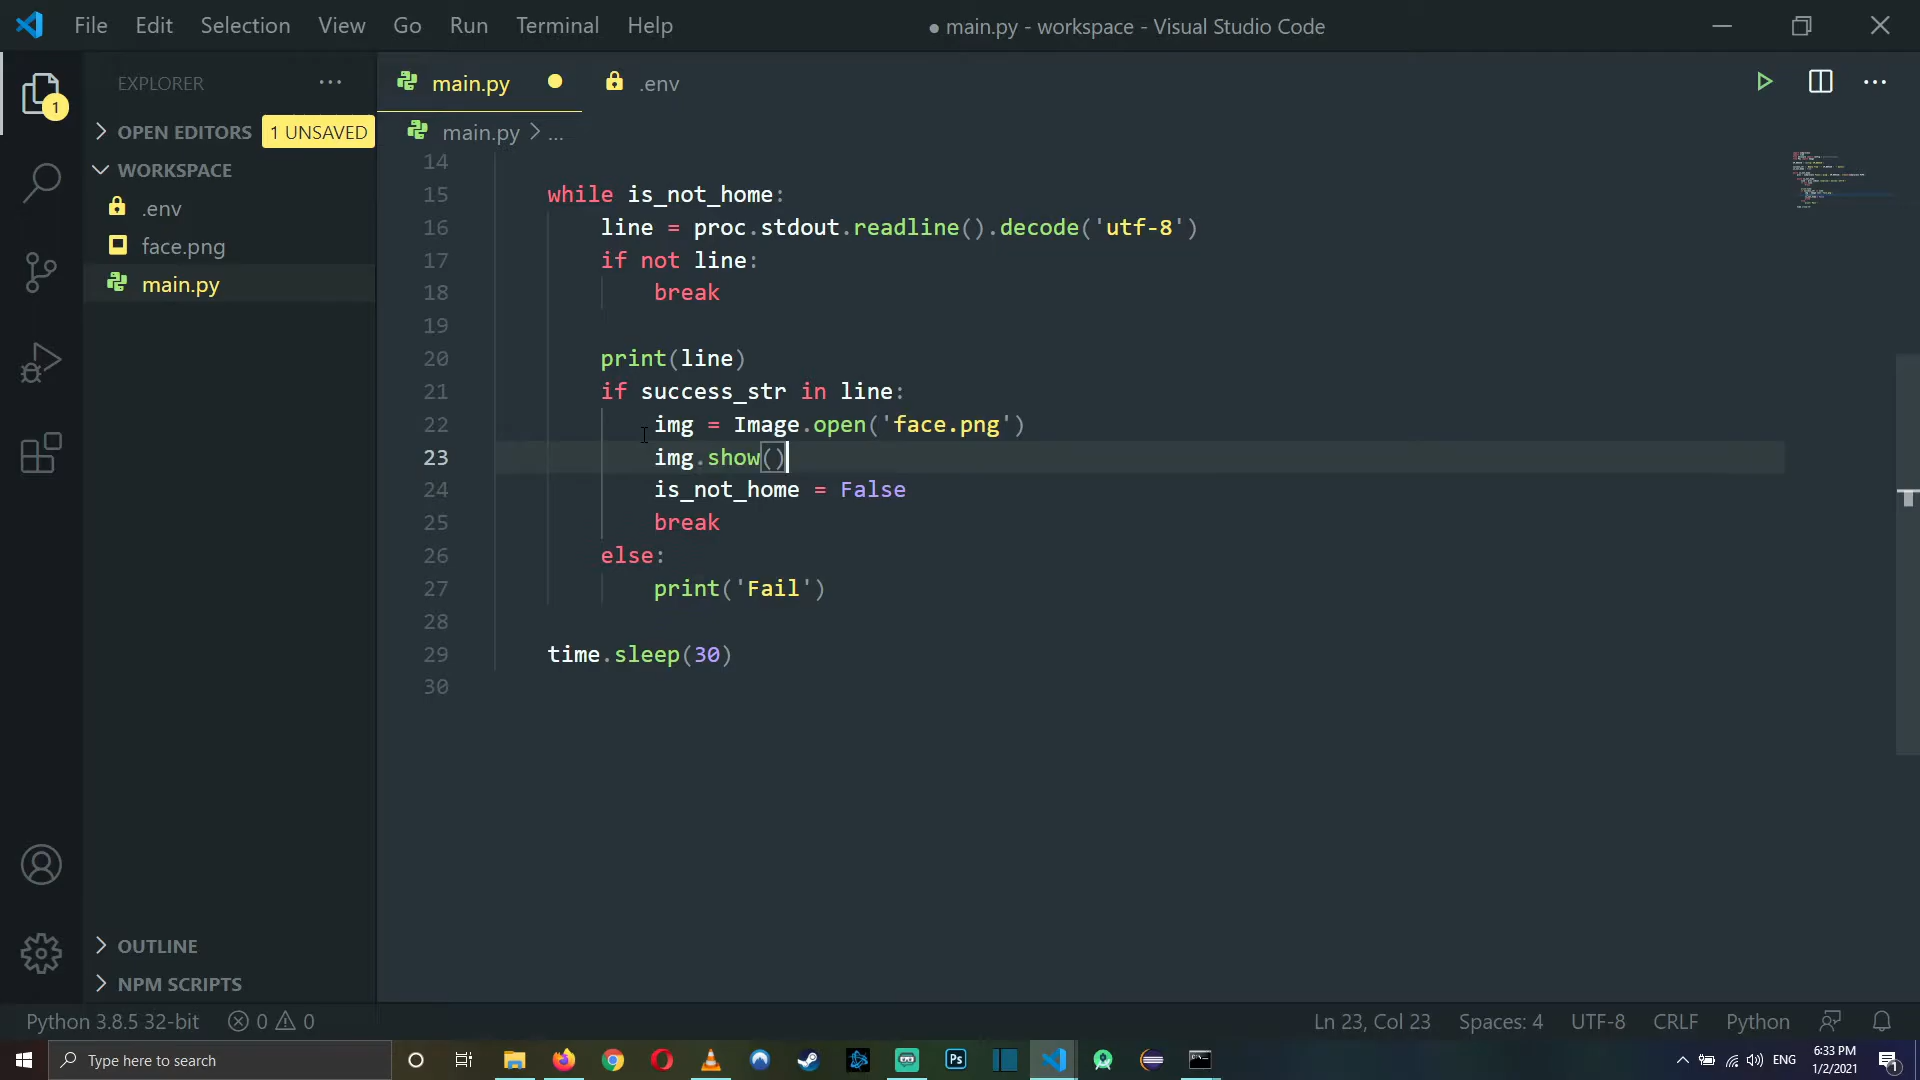 File Edit Selection View Go Run Terminal Help
● main.py - workspace - Visual Studio Code
1
EXPLORER
OPEN EDITORS 1 UNSAVED
WORKSPACE
.env
face.png
main.py
OUTLINE
NPM SCRIPTS
main.py
.env
main.py > ...
14
15 while is_not_home:
16 line = proc.stdout.readline().decode('utf-8')
17 if not line:
18 break
19
20 print(line)
21 if success_str in line:
22 img = Image.open('face.png')
23 img.show()
24 is_not_home = False
25 break
26 else:
27 print('Fail')
28
29 time.sleep(30)
30
Python 3.8.5 32-bit 0 0
Ln 23, Col 23 Spaces: 4 UTF-8 CRLF Python
Type here to search
Ps
ENG
6:33 PM
1/2/2021
1